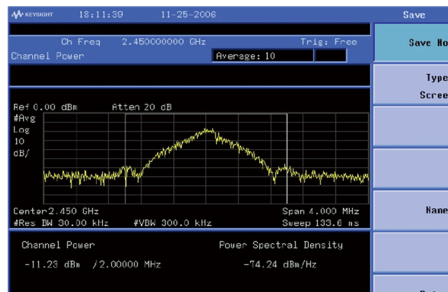 KEYSIGHT 18:11:39 11-25-2006 Save
Ch Freq 2.450000000 GHz Trig: Free
Channel Power Average: 10
Save No
Type
Scree
Ref 0.00 dBm Atten 20 dB
#Avg
Log
10
dB/
Name
Center 2.450 GHz Span 4.000 MHz
#Res BW 30.00 kHz #VBW 300.0 kHz Sweep 133.6 ms
Channel Power Power Spectral Density
-11.23 dBm /2.00000 MHz -74.24 dBm/Hz